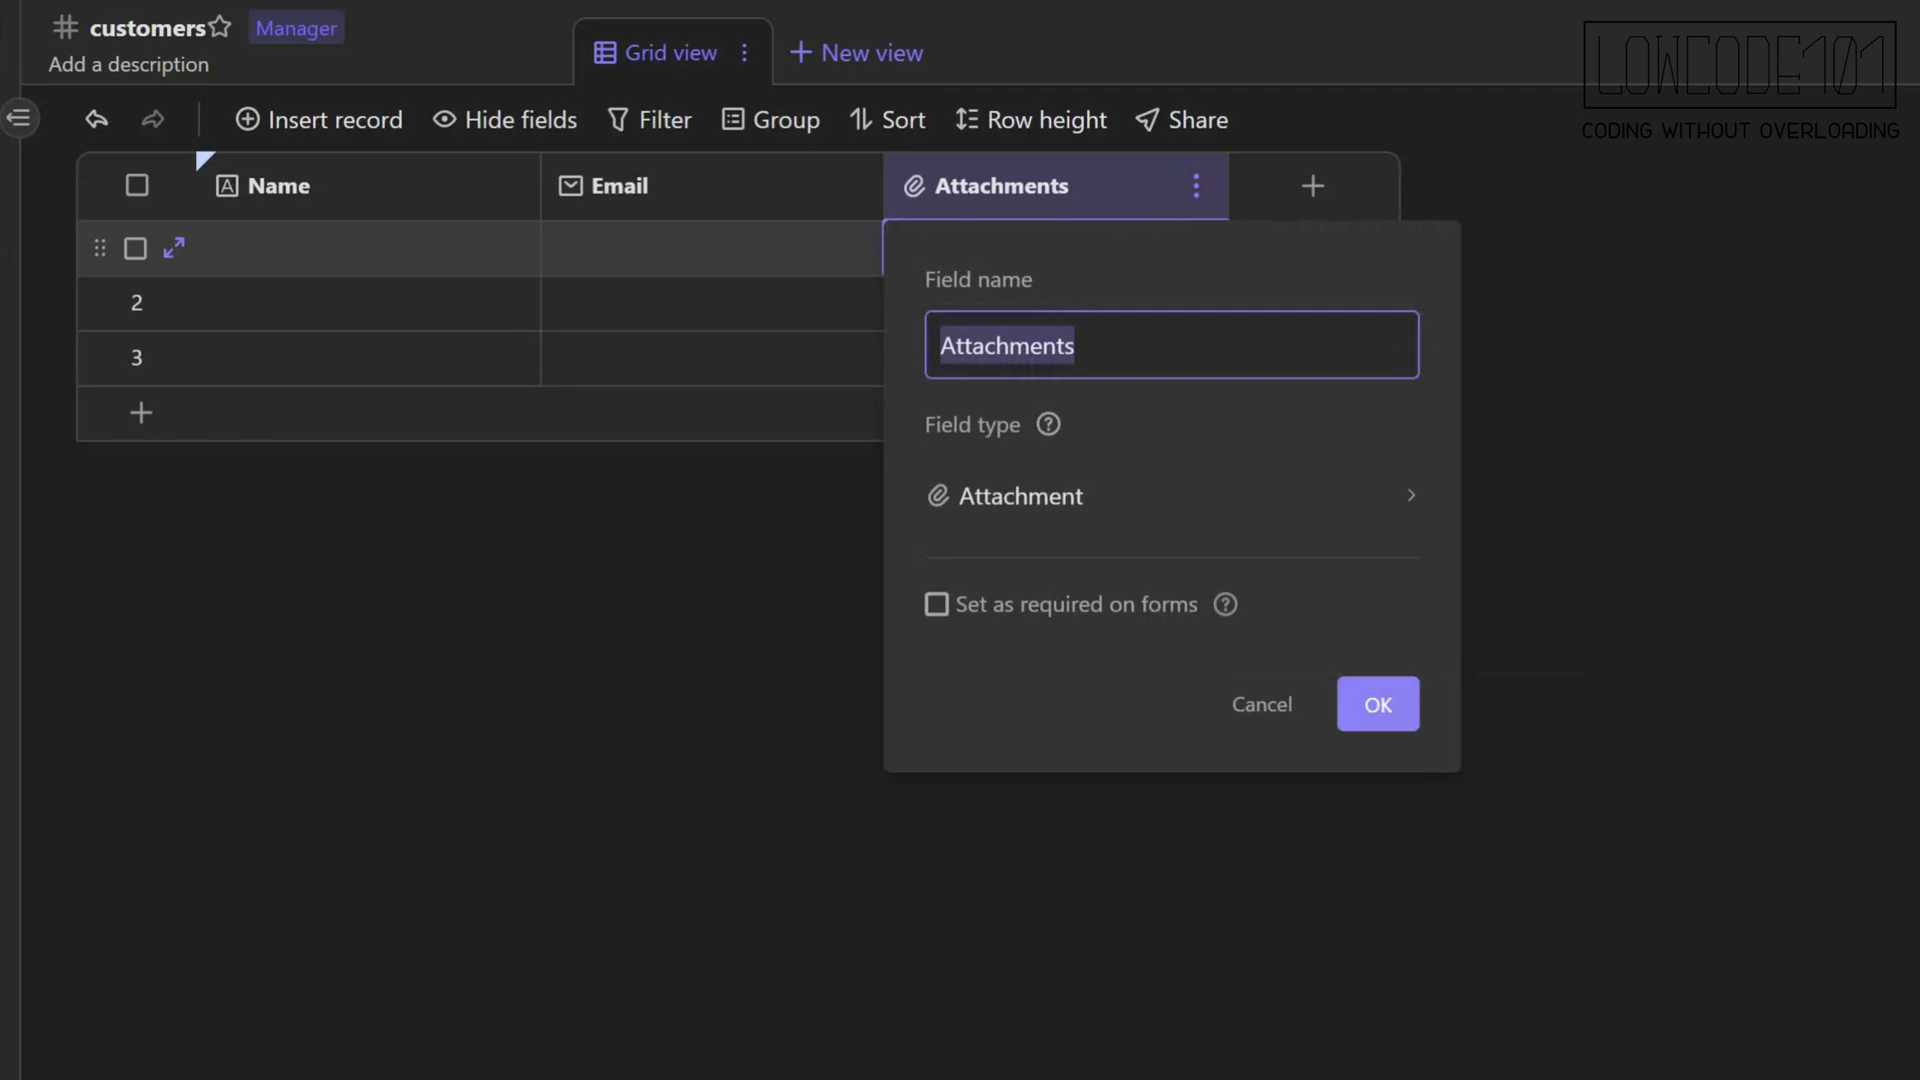 customers Manager
Add a description
Grid view
New view
LOWCODE101
CODING WITHOUT OVERLOADING
Insert record Hide fields Filter Group Sort Row height Share
Name Email Attachments
2
3
Field name
Attachments
Field type
Attachment
Set as required on forms
Cancel OK